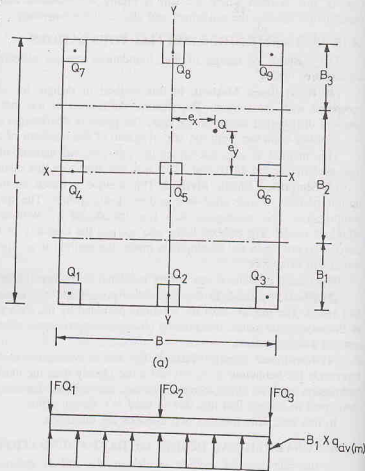 Y
Q7
Q8
Q9
B3
ex
Q
ey
L
X
Q4
Q5
Q6
X
B2
Q1
Q2
Q3
B1
Y
B
(a)
FQ1
FQ2
FQ3
B1 X qav(m)